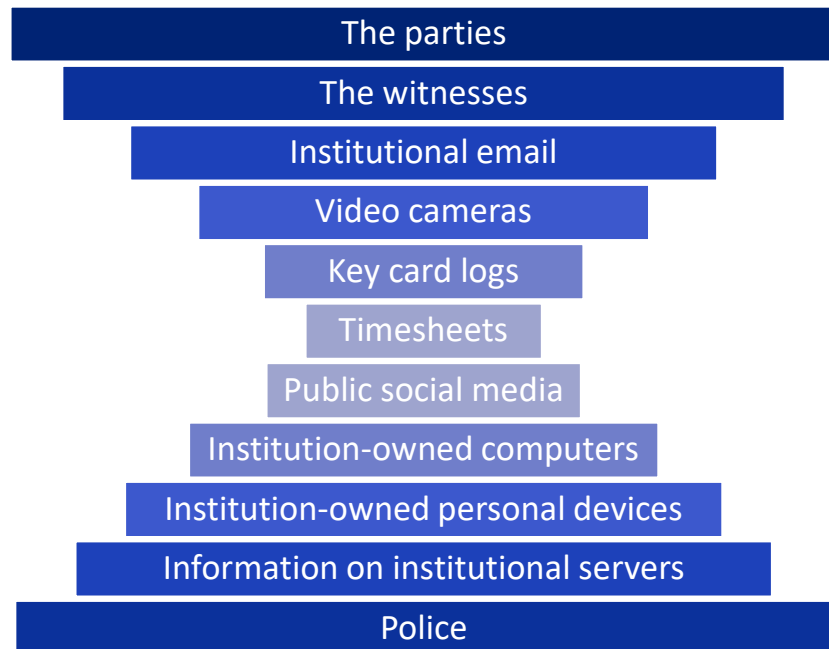 The parties
The witnesses
Institutional email
Video cameras
Key card logs
Timesheets
Public social media
Institution-owned computers
Institution-owned personal devices
Information on institutional servers
Police